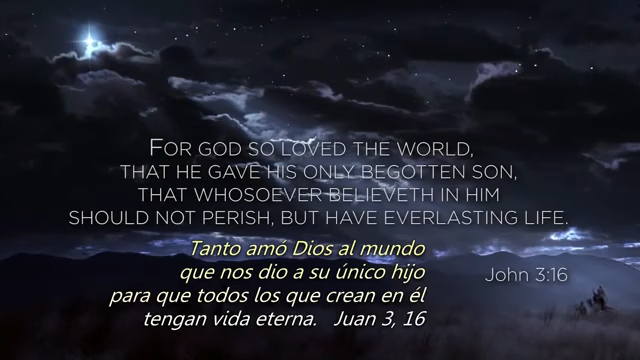 FOR GOD SO LOVED THE WORLD,
THAT HE GAVE HIS ONLY BEGOTTEN SON,
THAT WHOSOEVER BELIEVETH IN HIM
SHOULD NOT PERISH, BUT HAVE EVERLASTING LIFE.
John 3:16
Tanto amó Dios al mundo
que nos dio a su único hijo
para que todos los que crean en él
tengan vida eterna. Juan 3, 16